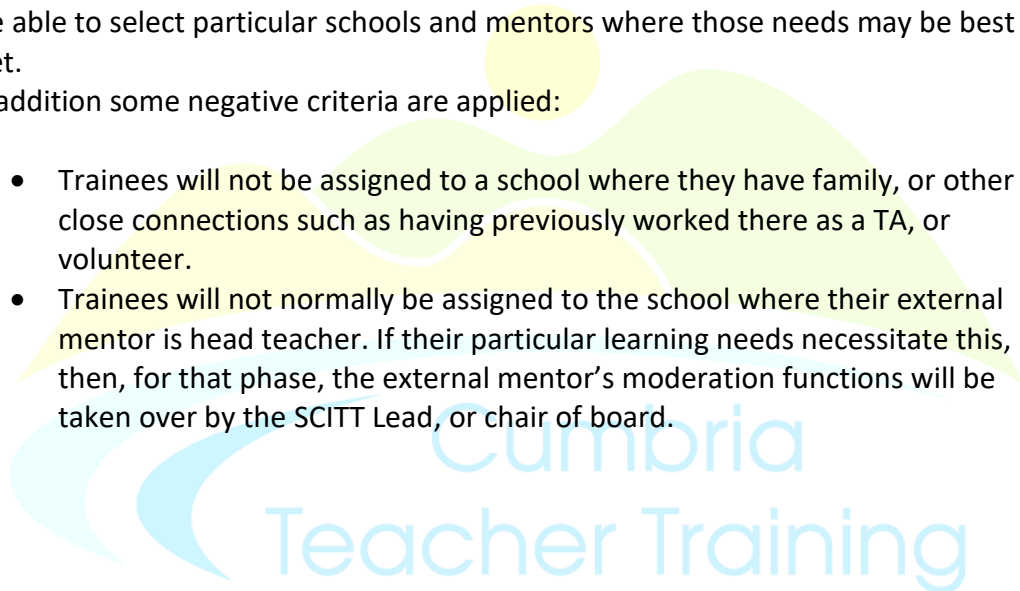 e able to select particular schools and mentors where those needs may be best
et.
addition some negative criteria are applied:
• Trainees will not be assigned to a school where they have family, or other
close connections such as having previously worked there as a TA, or
volunteer.
• Trainees will not normally be assigned to the school where their external
mentor is head teacher. If their particular learning needs necessitate this,
then, for that phase, the external mentor’s moderation functions will be
taken over by the SCITT Lead, or chair of board.
Cumbria
Teacher Training